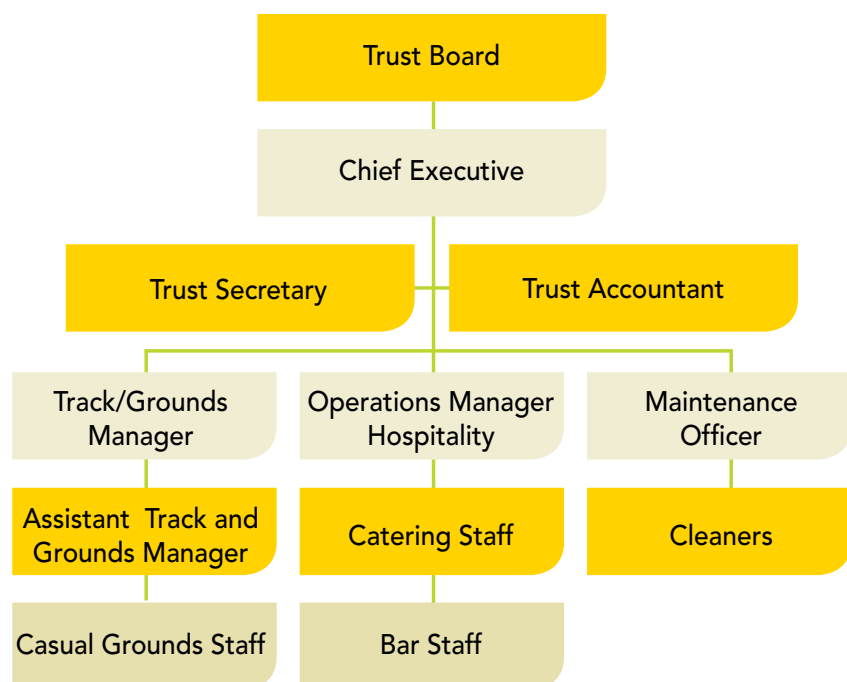 Trust Board
Chief Executive
Trust Secretary
Trust Accountant
Track/Grounds
Manager
Operations Manager
Hospitality
Maintenance
Officer
Assistant Track and
Grounds Manager
Catering Staff
Cleaners
Casual Grounds Staff
Bar Staff